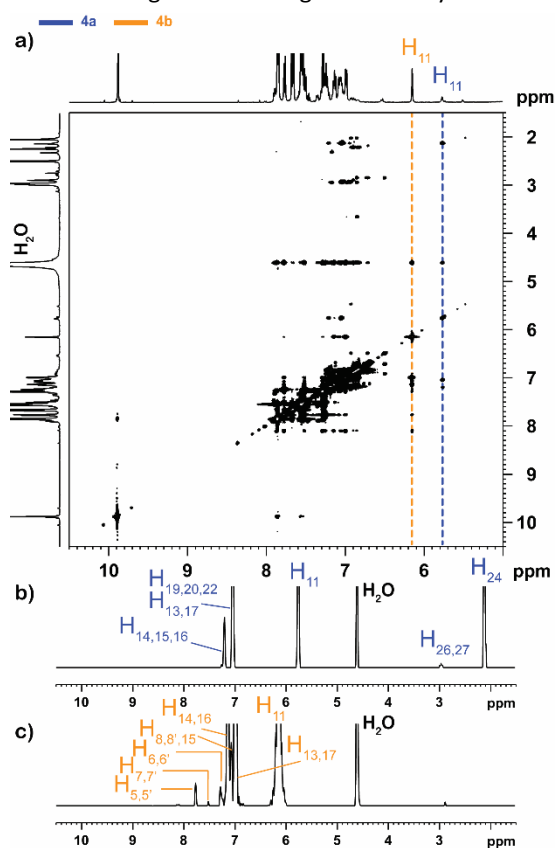 4a 4b
a)
H11
H11
ppm
2
3
4
5
6
7
8
9
10
H2O
10 9 8 7 6 ppm
b)
H19,20,22
H13,17
H14,15,16
H11
H2O
H24
H26,27
10 9 8 7 6 5 4 3 ppm
c)
H14,16
H8,8',15
H6,6'
H7,7'
H5,5'
H11
H13,17
H2O
10 9 8 7 6 5 4 3 ppm